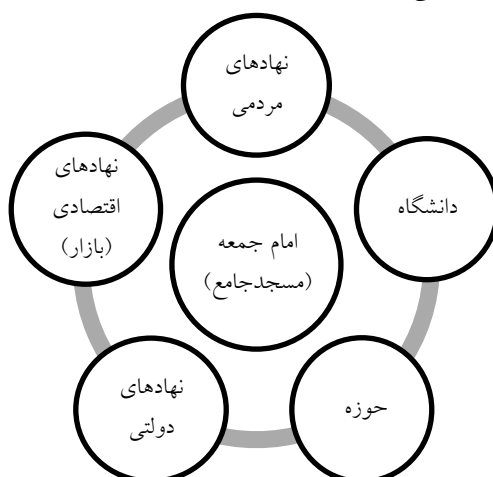 نهادهای
مردمی
دانشگاه
نهادهای
اقتصادی
(بازار)
امام جمعه
(مسجدجامع)
حوزه
نهادهای
دولتی